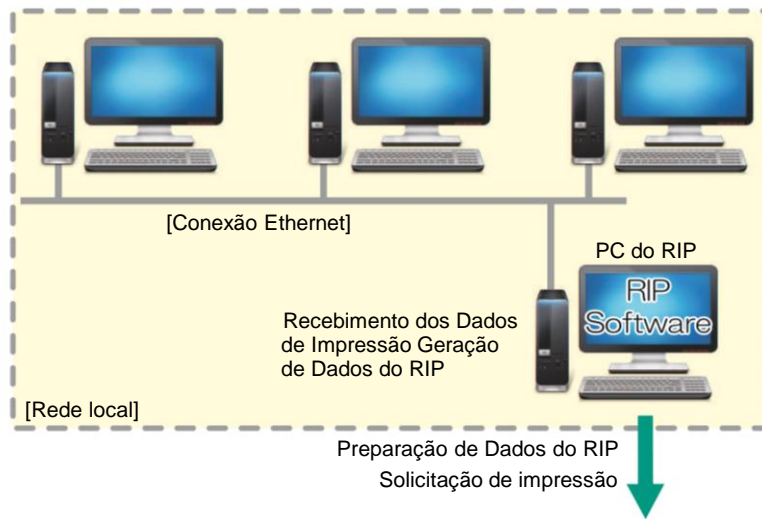 [Conexão Ethernet]
PC do RIP
RIP
Software
Recebimento dos Dados
de Impressão Geração
de Dados do RIP
[Rede local]
Preparação de Dados do RIP
Solicitação de impressão